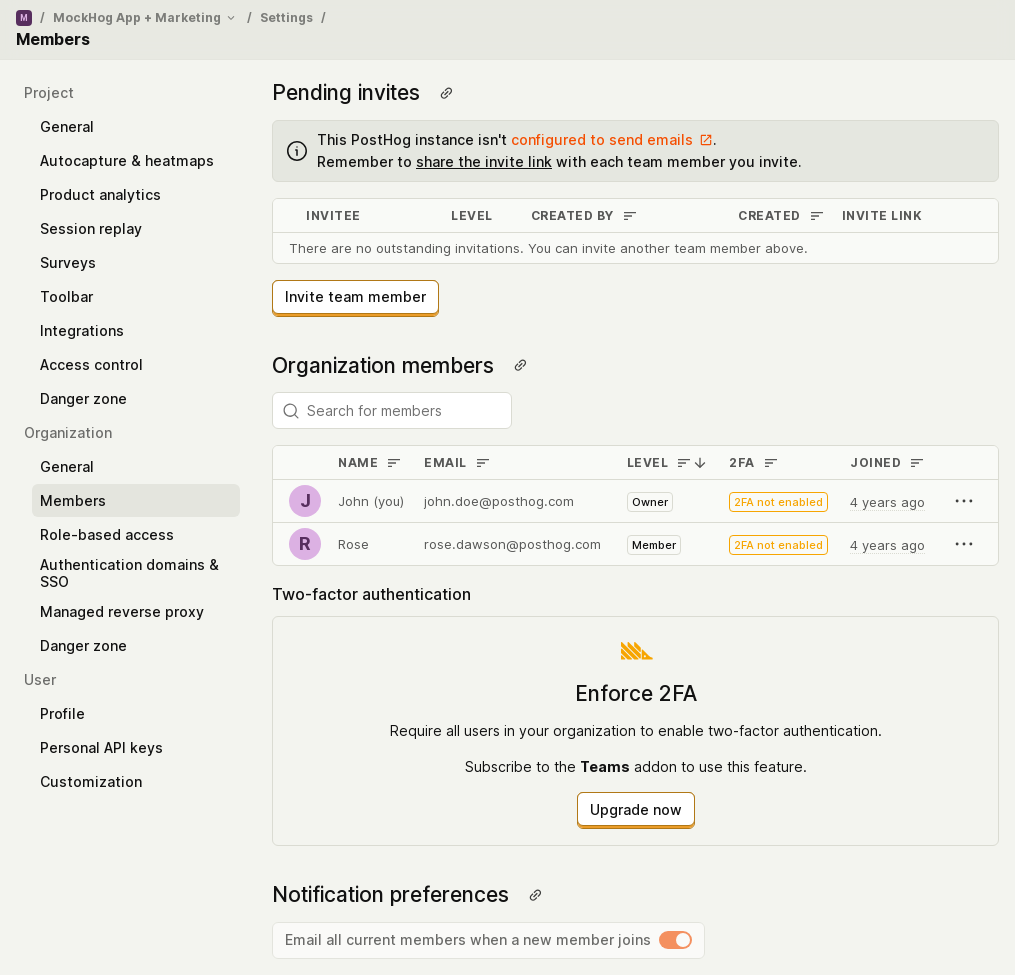 M / MockHog App + Marketing / Settings /
Members
Project
General
Autocapture & heatmaps
Product analytics
Session replay
Surveys
Toolbar
Integrations
Access control
Danger zone
Organization
General
Members
Role-based access
Authentication domains &
SSO
Managed reverse proxy
Danger zone
User
Profile
Personal API keys
Customization
Pending invites
This PostHog instance isn't configured to send emails.
Remember to share the invite link with each team member you invite.
INVITEE LEVEL CREATED BY CREATED INVITE LINK
There are no outstanding invitations. You can invite another team member above.
Invite team member
Organization members
Search for members
NAME EMAIL LEVEL 2FA JOINED
J John (you) john.doe@posthog.com Owner 2FA not enabled 4 years ago
R Rose rose.dawson@posthog.com Member 2FA not enabled 4 years ago
Two-factor authentication
Enforce 2FA
Require all users in your organization to enable two-factor authentication.
Subscribe to the Teams addon to use this feature.
Upgrade now
Notification preferences
Email all current members when a new member joins